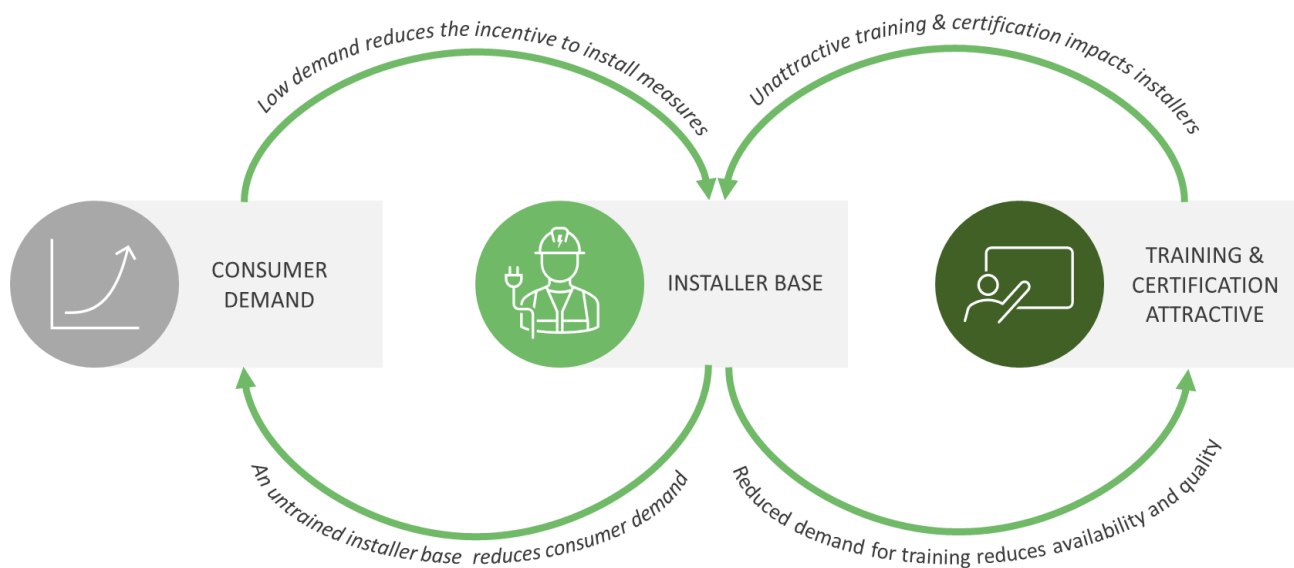 Low demand reduces the incentive to install measures
Unattractive training & certification impacts installers
CONSUMER
DEMAND
INSTALLER BASE
TRAINING &
CERTIFICATION
ATTRACTIVE
An untrained installer base reduces consumer demand
Reduced demand for training reduces availability and quality